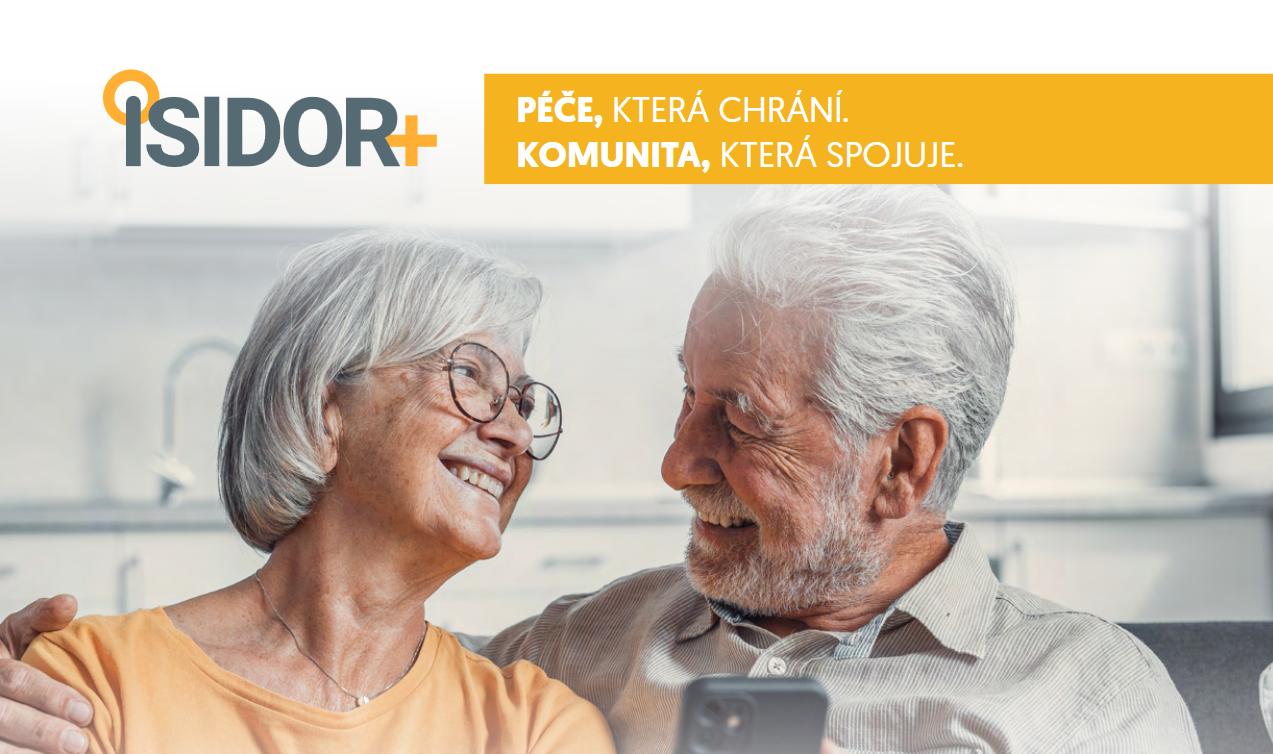 ISIDOR+
PÉČE, KTERÁ CHRÁNÍ.
KOMUNITA, KTERÁ SPOJUJE.